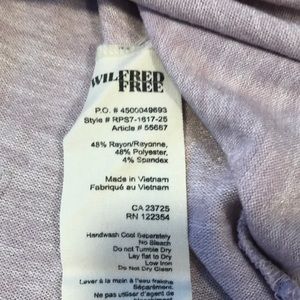 WILFRED
FREE
P.O. # 4500049693
Style # RPS7-1617-25
Article # 55667
48% Rayon/Rayonne,
48% Polyester,
4% Spandex
Made in Vietnam
Fabriqué au Vietnam
CA 23725
RN 122354
Handwash Cool Separately
No Bleach
Do not Tumble Dry
Lay flat to Dry
Low Iron
Do not Dry Clean
Laver à la main à l'eau froide
Séparément.
Ne pas utiliser d'agent de